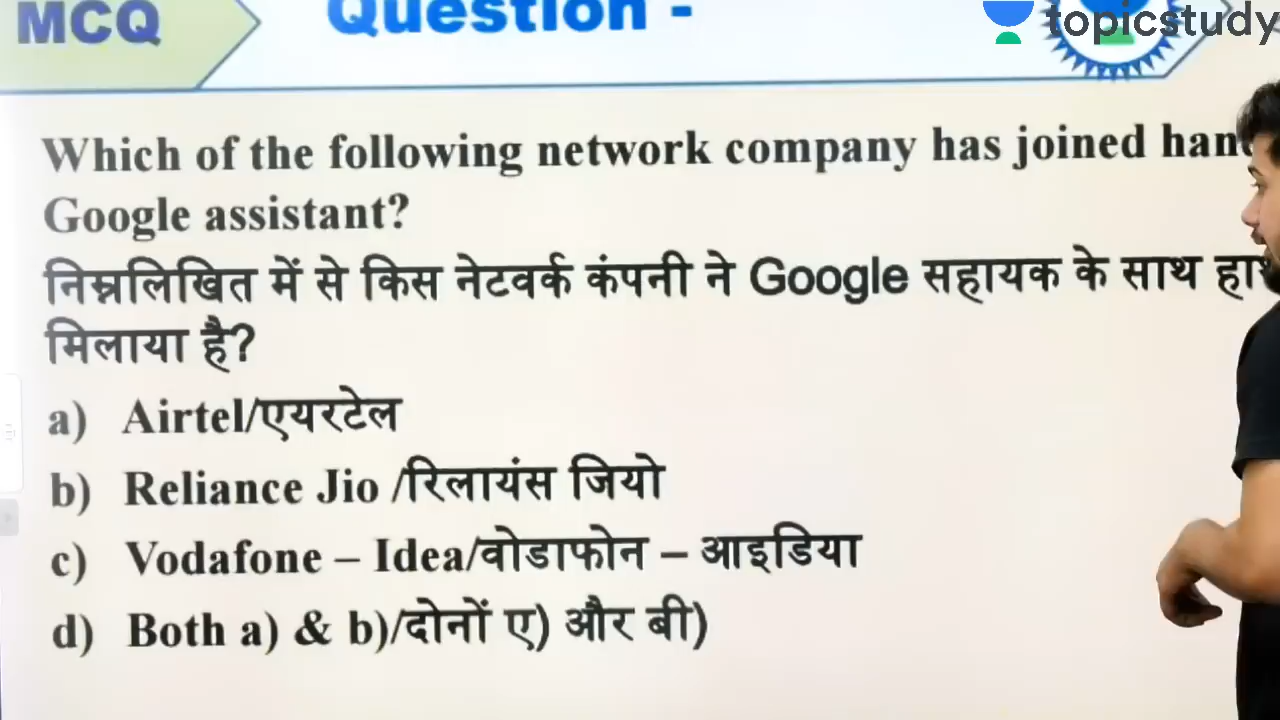 MCQ
Question -
topicstudy
Which of the following network company has joined
Google assistant?
निम्नलिखित में से किस नेटवर्क कंपनी ने Google सहायक के साथ
मिलाया है?
a) Airtel/एयरटेल
b) Reliance Jio /रिलायंस जियो
c) Vodafone – Idea/वोडाफोन – आइडिया
d) Both a) & b)/दोनों ए) और बी)